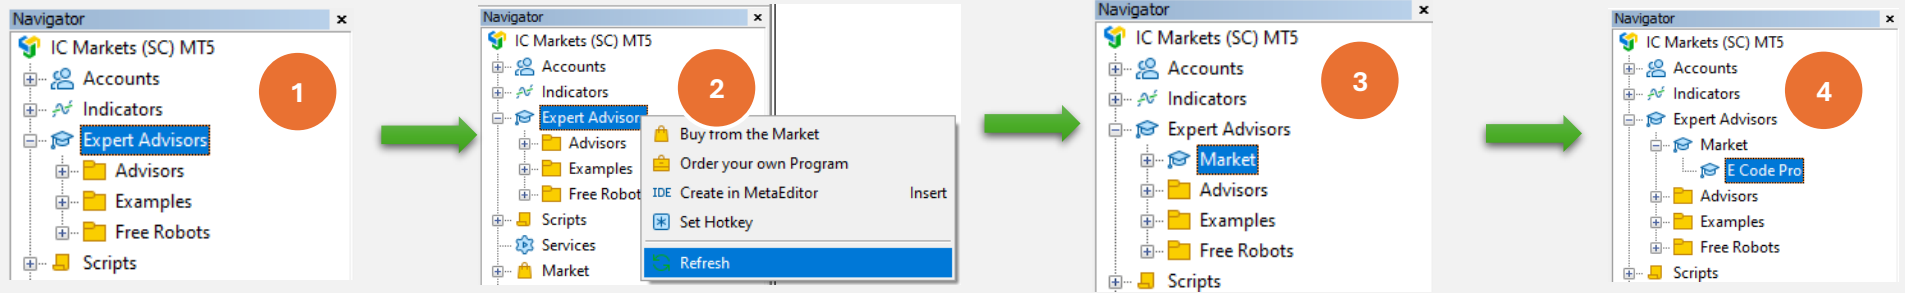 Navigator ×
IC Markets (SC) MT5
Accounts
Indicators
Expert Advisors
Advisors
Examples
Free Robots
Scripts
1
Navigator ×
IC Markets (SC) MT5
Accounts
Indicators
Expert Advisor
Advisors
Examples
Free Robot
Scripts
Services
Market
2
Buy from the Market
Order your own Program
IDE Create in MetaEditor Insert
Set Hotkey
Refresh
Navigator ×
IC Markets (SC) MT5
Accounts
Indicators
Expert Advisors
Market
Advisors
Examples
Free Robots
Scripts
3
Navigator ×
IC Markets (SC) MT5
Accounts
Indicators
Expert Advisors
Market
E Code Pro
Advisors
Examples
Free Robots
Scripts
4